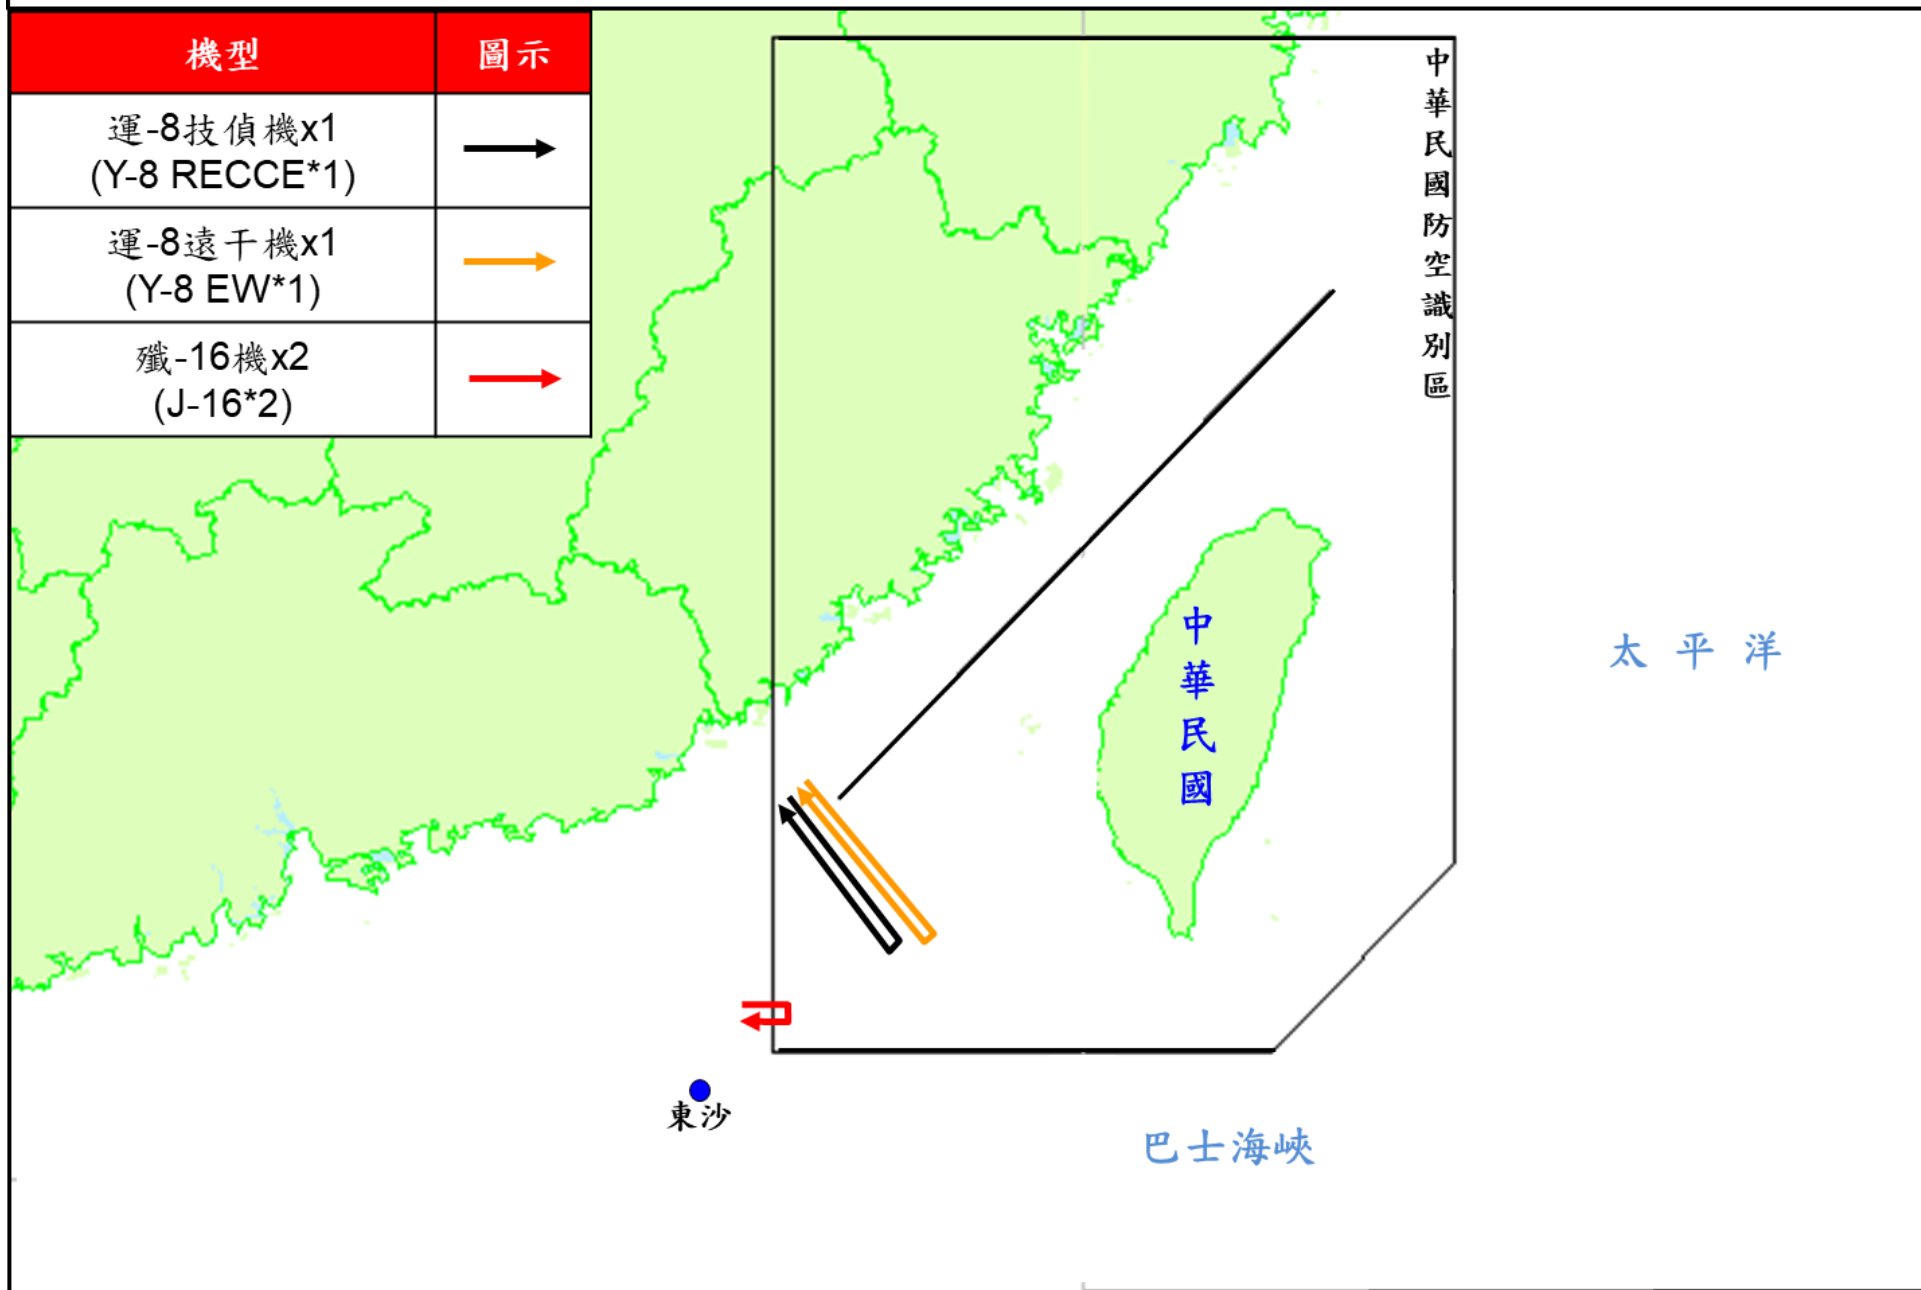 機型
圖示
運-8技偵機x1
(Y-8 RECCE*1)
運-8遠干機x1
(Y-8 EW*1)
殲-16機x2
(J-16*2)
中華民國防空識別區
中華民國
太平洋
東沙
巴士海峽